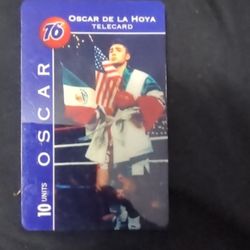 76
OSCAR DE LA HOYA
TELECARD
OSCAR
10 UNITS